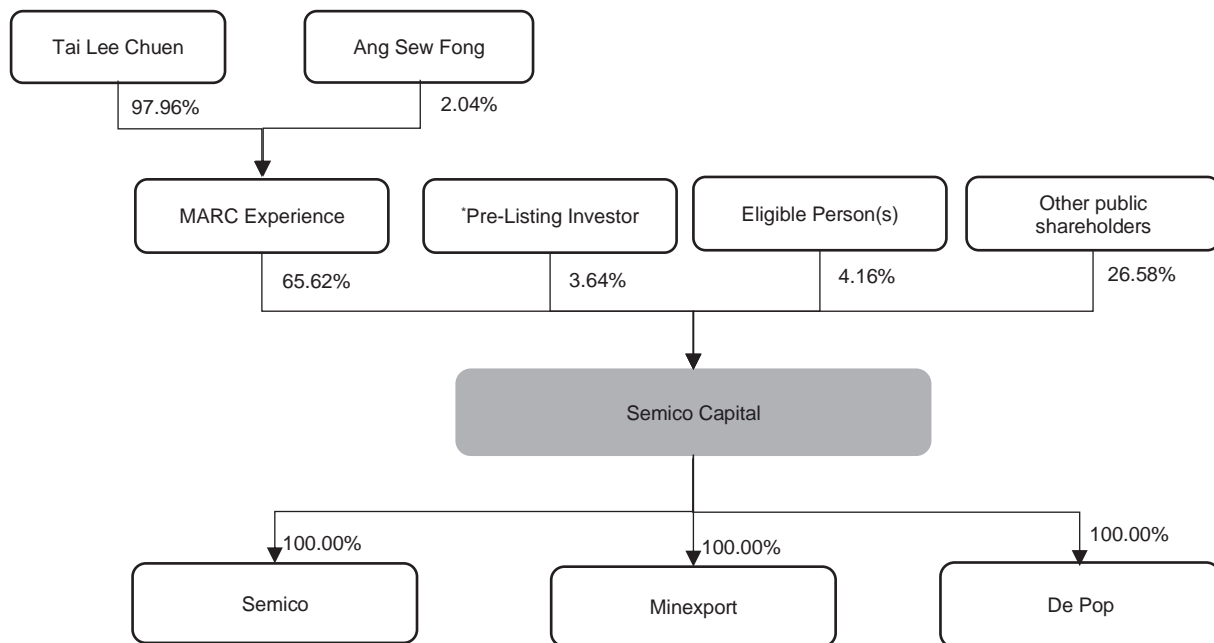 Tai Lee Chuen
Ang Sew Fong
97.96%
2.04%
MARC Experience
*Pre-Listing Investor
Eligible Person(s)
Other public
shareholders
65.62%
3.64%
4.16%
26.58%
Semico Capital
100.00%
100.00%
100.00%
Semico
Minexport
De Pop